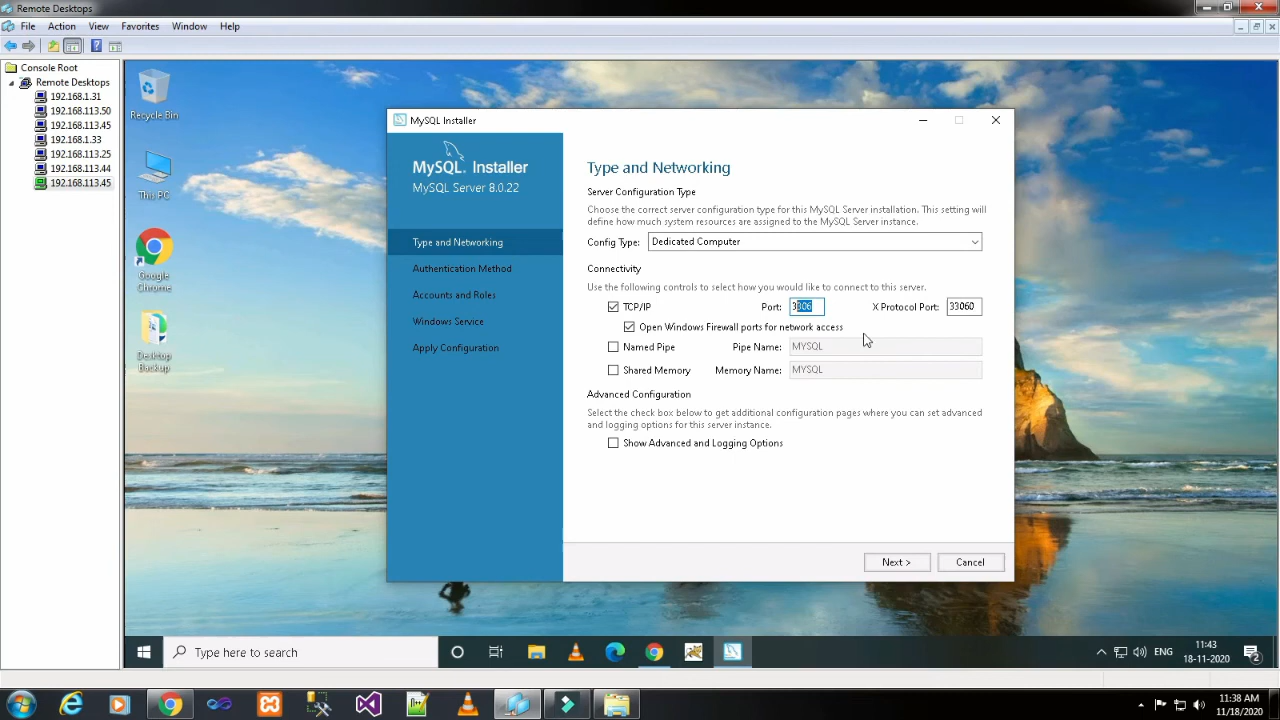 Remote Desktops
File Action View Favorites Window Help
Console Root
Remote Desktops
192.168.1.31
192.168.113.50
192.168.113.45
192.168.1.33
192.168.113.25
192.168.113.44
192.168.113.45
Recycle Bin
This PC
Google
Chrome
Desktop
Backup
MySQL Installer
MySQL. Installer
MySQL Server 8.0.22
Type and Networking
Authentication Method
Accounts and Roles
Windows Service
Apply Configuration
Type and Networking
Server Configuration Type
Choose the correct server configuration type for this MySQL Server installation. This setting will
define how much system resources are assigned to the MySQL Server instance.
Config Type: Dedicated Computer
Connectivity
Use the following controls to select how you would like to connect to this server.
TCP/IP Port: 3306 X Protocol Port: 33060
Open Windows Firewall ports for network access
Named Pipe Pipe Name: MYSQL
Shared Memory Memory Name: MYSQL
Advanced Configuration
Select the check box below to get additional configuration pages where you can set advanced
and logging options for this server instance.
Show Advanced and Logging Options
Next > Cancel
Type here to search
ENG
11:43
18-11-2020
2
11:38 AM
11/18/2020